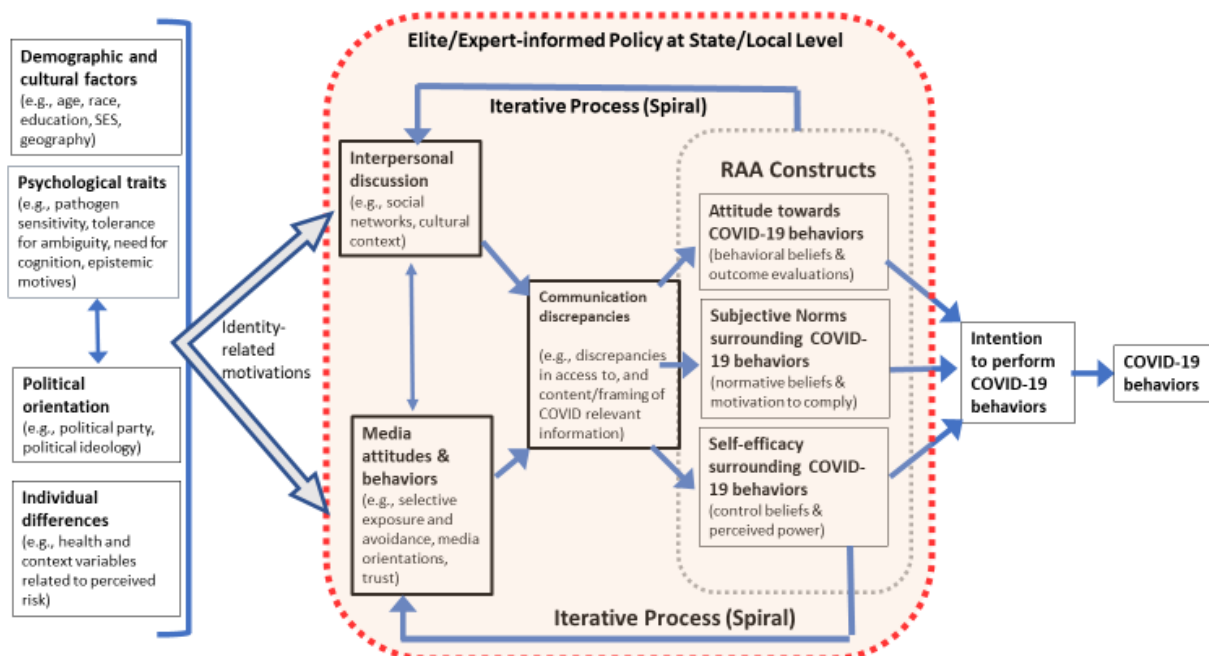 Elite/Expert-informed Policy at State/Local Level
Iterative Process (Spiral)
Demographic and
cultural factors
(e.g., age, race,
education, SES,
geography)
Psychological traits
(e.g., pathogen
sensitivity, tolerance
for ambiguity, need for
cognition, epistemic
motives)
Political
orientation
(e.g., political party,
political ideology)
Individual
differences
(e.g., health and
context variables
related to perceived
risk)
Identity-
related
motivations
Interpersonal
discussion
(e.g., social
networks, cultural
context)
Media
attitudes &
behaviors
(e.g., selective
exposure and
avoidance, media
orientations,
trust)
Communication
discrepancies
(e.g., discrepancies
in access to, and
content/framing of
COVID relevant
information)
RAA Constructs
Attitude towards
COVID-19 behaviors
(behavioral beliefs &
outcome evaluations)
Subjective Norms
surrounding COVID-
19 behaviors
(normative beliefs &
motivation to comply)
Self-efficacy
surrounding COVID-
19 behaviors
(control beliefs &
perceived power)
Iterative Process (Spiral)
Intention
to perform
COVID-19
behaviors
COVID-19
behaviors